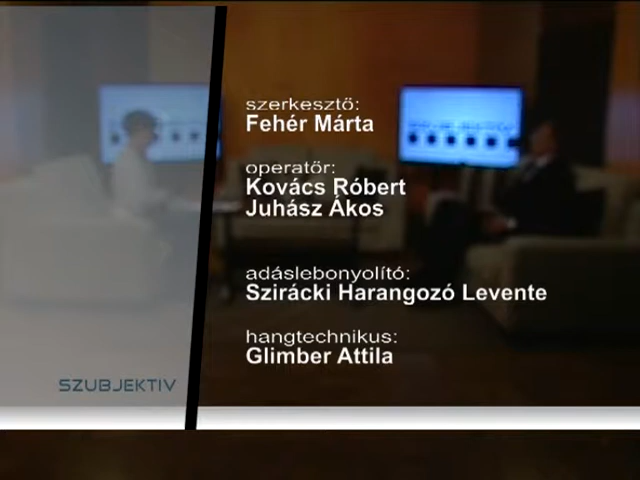 szerkesztő:
Fehér Márta
operatőr:
Kovács Róbert
Juhász Ákos
adáslebonyolító:
Szirácki Harangozó Levente
hangtechnikus:
Glimber Attila
SZUBJEKTIV